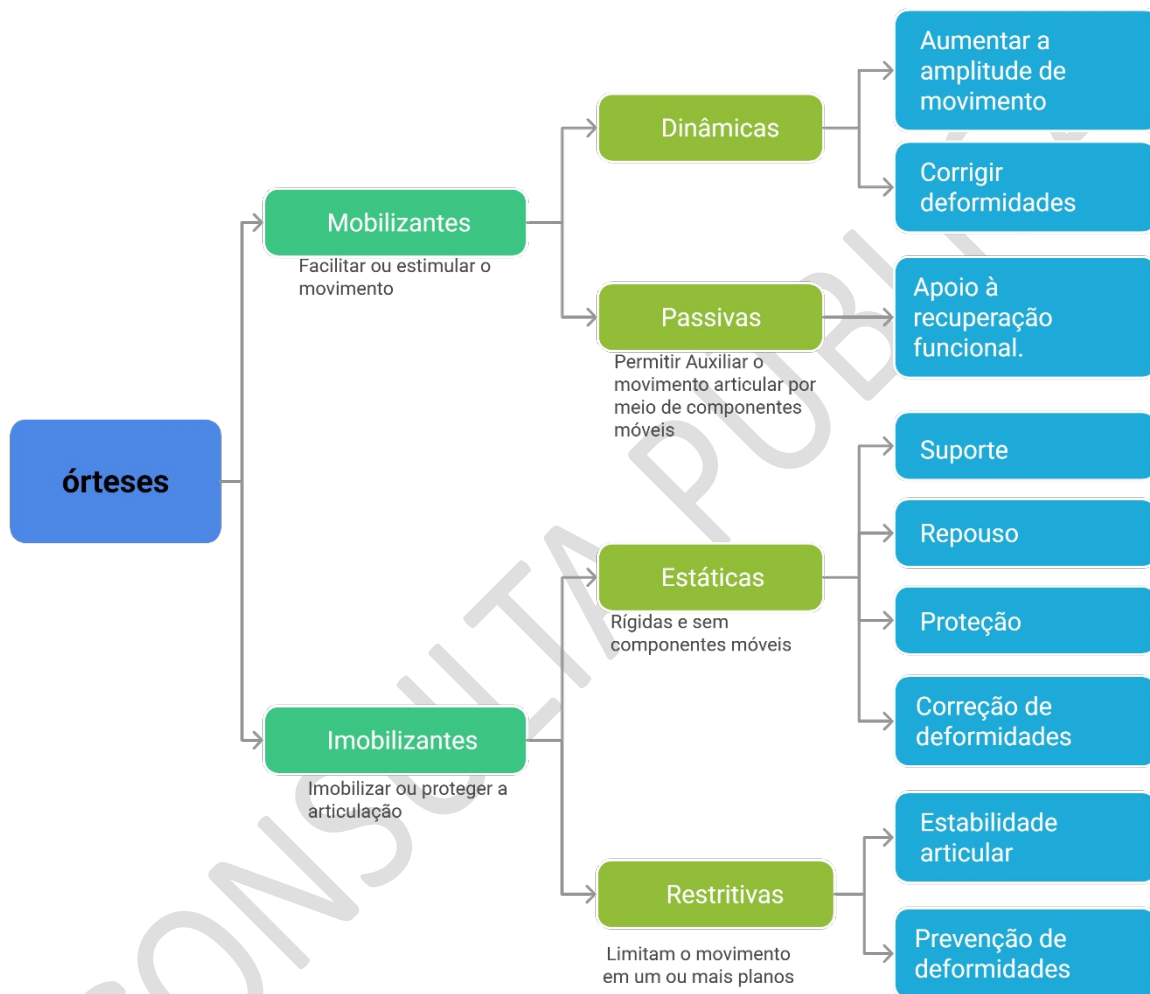 órteses
Mobilizantes
Facilitar ou estimular o
movimento
Dinâmicas
Aumentar a
amplitude de
movimento
Corrigir
deformidades
Passivas
Permitir Auxiliar o
movimento articular por
meio de componentes
móveis
Apoio à
recuperação
funcional.
Imobilizantes
Imobilizar ou proteger a
articulação
Estáticas
Rígidas e sem
componentes móveis
Suporte
Repouso
Proteção
Correção de
deformidades
Restritivas
Limitam o movimento
em um ou mais planos
Estabilidade
articular
Prevenção de
deformidades
CONSULTA PÚBLI